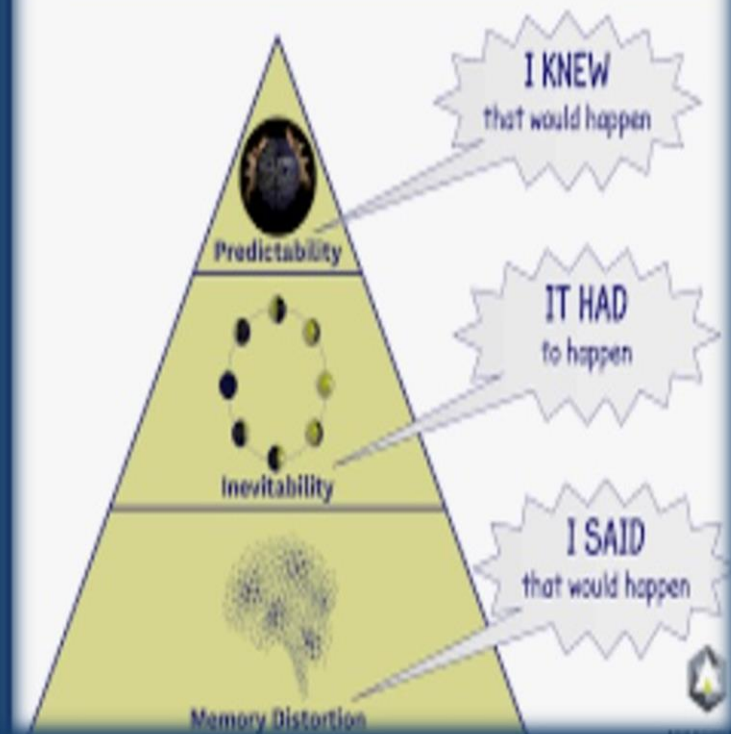 I KNEW
that would happen
Predictability
IT HAD
to happen
Inevitability
I SAID
that would happen
Memory Distortion